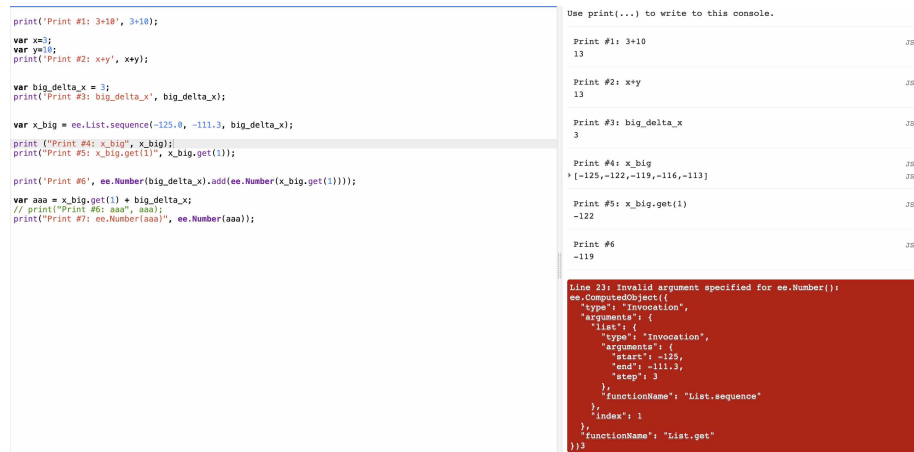 print('Print #1: 3+10', 3+10);
var x=3;
var y=10;
print('Print #2: x+y', x+y);
var big_delta_x = 3;
print('Print #3: big_delta_x', big_delta_x);
var x_big = ee.List.sequence(-125.0, -111.3, big_delta_x);
print ("Print #4: x_big", x_big);
print("Print #5: x_big.get(1)", x_big.get(1));
print('Print #6', ee.Number(big_delta_x).add(ee.Number(x_big.get(1))));
var aaa = x_big.get(1) + big_delta_x;
// print("Print #6: aaa", aaa);
print("Print #7: ee.Number(aaa)", ee.Number(aaa));
Use print(...) to write to this console.
Print #1: 3+10 JS
13
Print #2: x+y JS
13
Print #3: big_delta_x JS
3
Print #4: x_big JS
[-125,-122,-119,-116,-113] JS
Print #5: x_big.get(1) JS
-122
Print #6 JS
-119
Line 23: Invalid argument specified for ee.Number():
ee.ComputedObject({
"type": "Invocation",
"arguments": {
"list": {
"type": "Invocation",
"arguments": {
"start": -125,
"end": -111.3,
"step": 3
},
"functionName": "List.sequence"
},
"index": 1
},
"functionName": "List.get"
})3